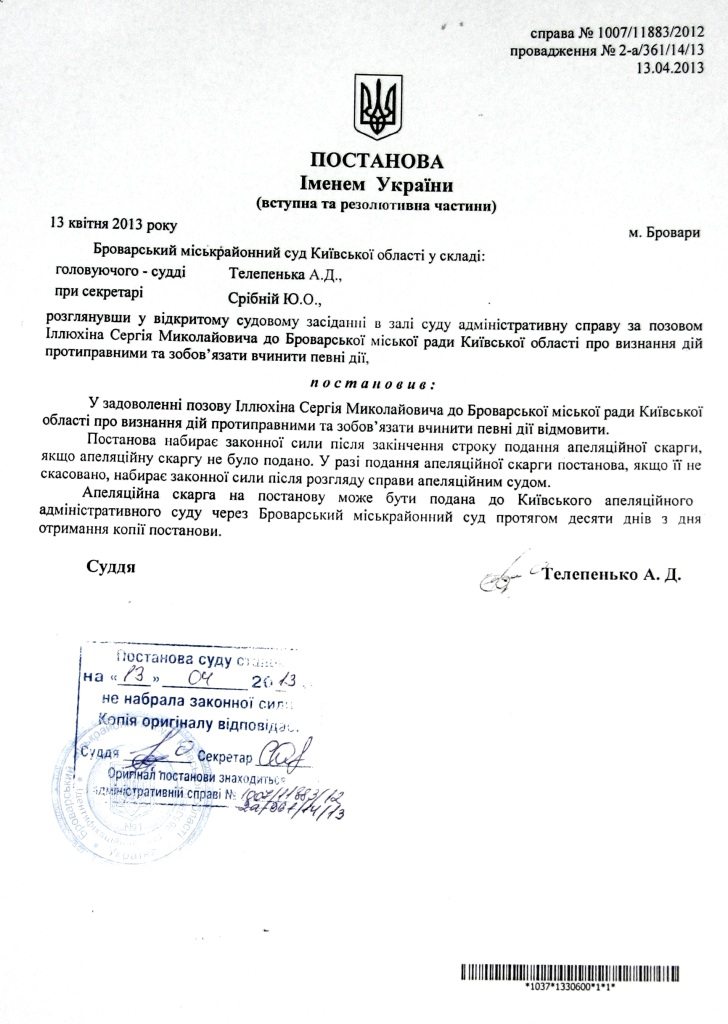 справа № 1007/11883/2012
провадження № 2-а/361/14/13
13.04.2013
ПОСТАНОВА
Іменем України
(вступна та резолютивна частини)
13 квітня 2013 року
м. Бровари
Броварський міськрайонний суд Київської області у складі:
головуючого - судді Телепенька А.Д.,
при секретарі Срібній Ю.О.,
розглянувши у відкритому судовому засіданні в залі суду адміністративну справу за позовом
Іллюхіна Сергія Миколайовича до Броварської міської ради Київської області про визнання дій
протиправними та зобов’язати вчинити певні дії,
постановив:
У задоволенні позову Іллюхіна Сергія Миколайовича до Броварської міської ради Київської
області про визнання дій протиправними та зобов’язати вчинити певні дії відмовити.
Постанова набирає законної сили після закінчення строку подання апеляційної скарги,
якщо апеляційну скаргу не було подано. У разі подання апеляційної скарги постанова, якщо її не
скасовано, набирає законної сили після розгляду справи апеляційним судом.
Апеляційна скарга на постанову може бути подана до Київського апеляційного
адміністративного суду через Броварський міськрайонний суд протягом десяти днів з дня
отримання копії постанови.
Суддя Телепенько А. Д.
Постанова суду
на «13» 04 2013
не набрала законної сили
Копія оригіналу відповідає
Суддя Секретар
Оригінал постанови знаходиться
адміністративній справі № 1007/11883/12
2а/361/14/13
Броварський
Україна
*1037*1330600*1*1*